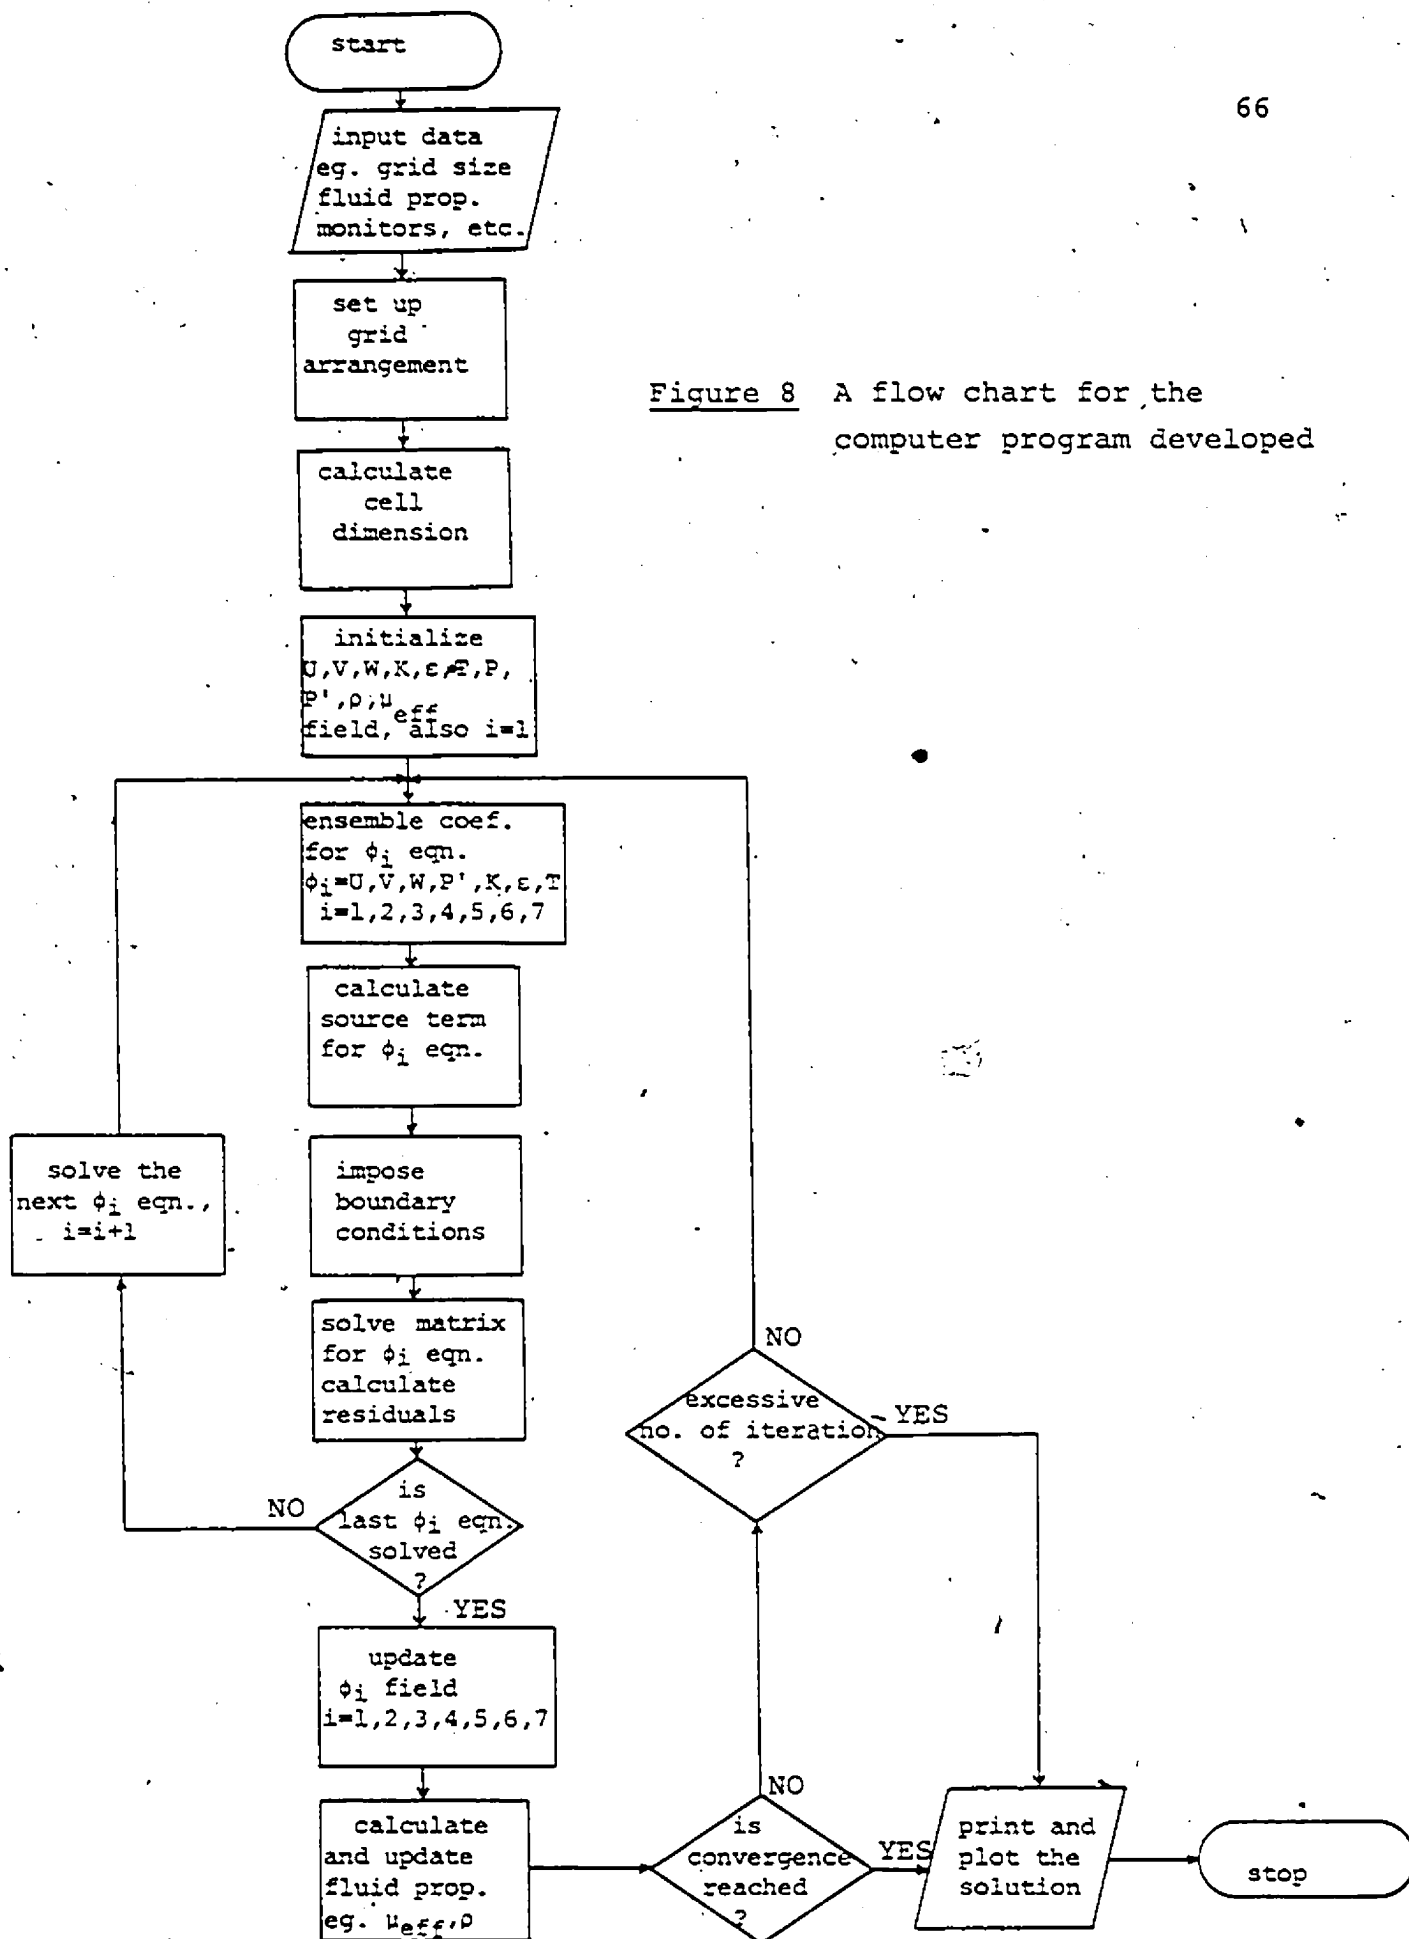 start
66
input data
eg. grid size
fluid prop.
monitors, etc.
set up
grid
arrangement
Figure 8 A flow chart for the
computer program developed
calculate
cell
dimension
initialize
U,V,W,K,ε,T,P,
P',ρ,μeff
field, also i=1
ensemble coef.
for ϕi eqn.
ϕi=U,V,W,P',K,ε,T
i=1,2,3,4,5,6,7
calculate
source term
for ϕi eqn.
solve the
next ϕi eqn.,
i=i+1
impose
boundary
conditions
solve matrix
for ϕi eqn.
calculate
residuals
NO
excessive
no. of iteration
?
YES
NO
is
last ϕi eqn.
solved
?
YES
update
ϕi field
i=1,2,3,4,5,6,7
calculate
and update
fluid prop.
eg. μeff,ρ
NO
is
convergence
reached
?
YES
print and
plot the
solution
stop